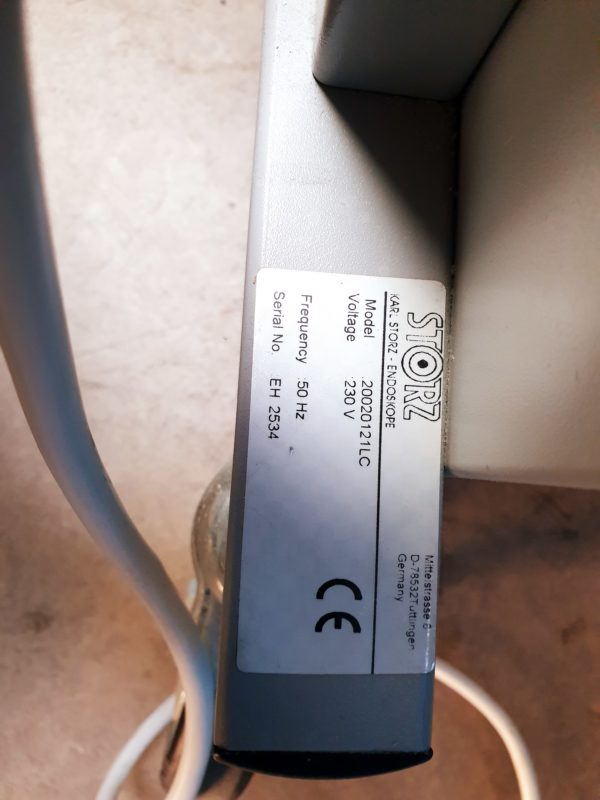 STORZ
KARL STORZ - ENDOSKOPE
Mittelstrasse 8
D-78532 Tuttlingen
Germany
Model 20020121LC
Voltage 230 V
Frequency 50 Hz
Serial No. EH 2534
CE